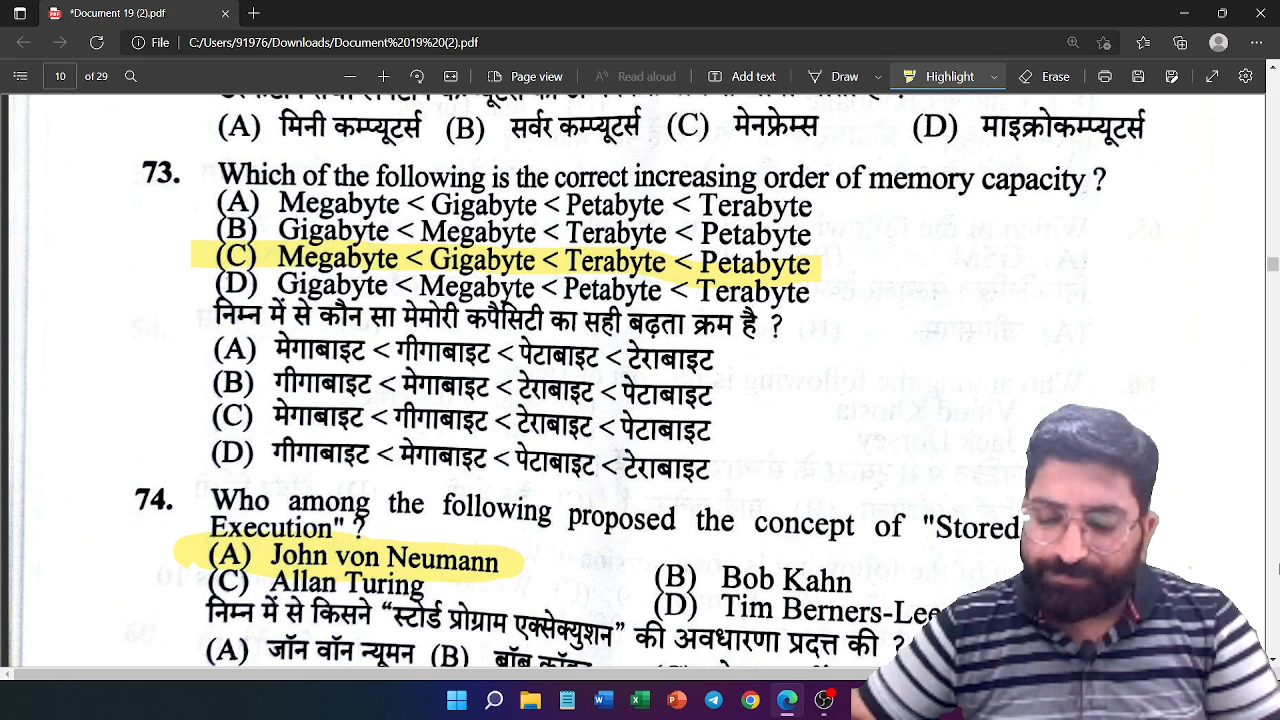 *Document 19 (2).pdf
File C:/Users/91976/Downloads/Document%2019%20(2).pdf
10 of 29 Page view Read aloud Add text Draw Highlight Erase
(A) मिनी कम्प्यूटर्स (B) सर्वर कम्प्यूटर्स (C) मेनफ्रेम्स (D) माइक्रोकम्प्यूटर्स
73. Which of the following is the correct increasing order of memory capacity ?
(A) Megabyte < Gigabyte < Petabyte < Terabyte
(B) Gigabyte < Megabyte < Terabyte < Petabyte
(C) Megabyte < Gigabyte < Terabyte < Petabyte
(D) Gigabyte < Megabyte < Petabyte < Terabyte
निम्न में से कौन सा मेमोरी कपैसिटी का सही बढ़ता क्रम है ?
(A) मेगाबाइट < गीगाबाइट < पेटाबाइट < टेराबाइट
(B) गीगाबाइट < मेगाबाइट < टेराबाइट < पेटाबाइट
(C) मेगाबाइट < गीगाबाइट < टेराबाइट < पेटाबाइट
(D) गीगाबाइट < मेगाबाइट < पेटाबाइट < टेराबाइट
74. Who among the following proposed the concept of "Stored
Execution" ?
(A) John von Neumann (B) Bob Kahn
(C) Allan Turing (D) Tim Berners-Lee
निम्न में से किसने “स्टोर्ड प्रोग्राम एक्सेक्युशन” की अवधारणा प्रदत्त की ?
(A) जॉन वॉन न्यूमन (B) बॉब